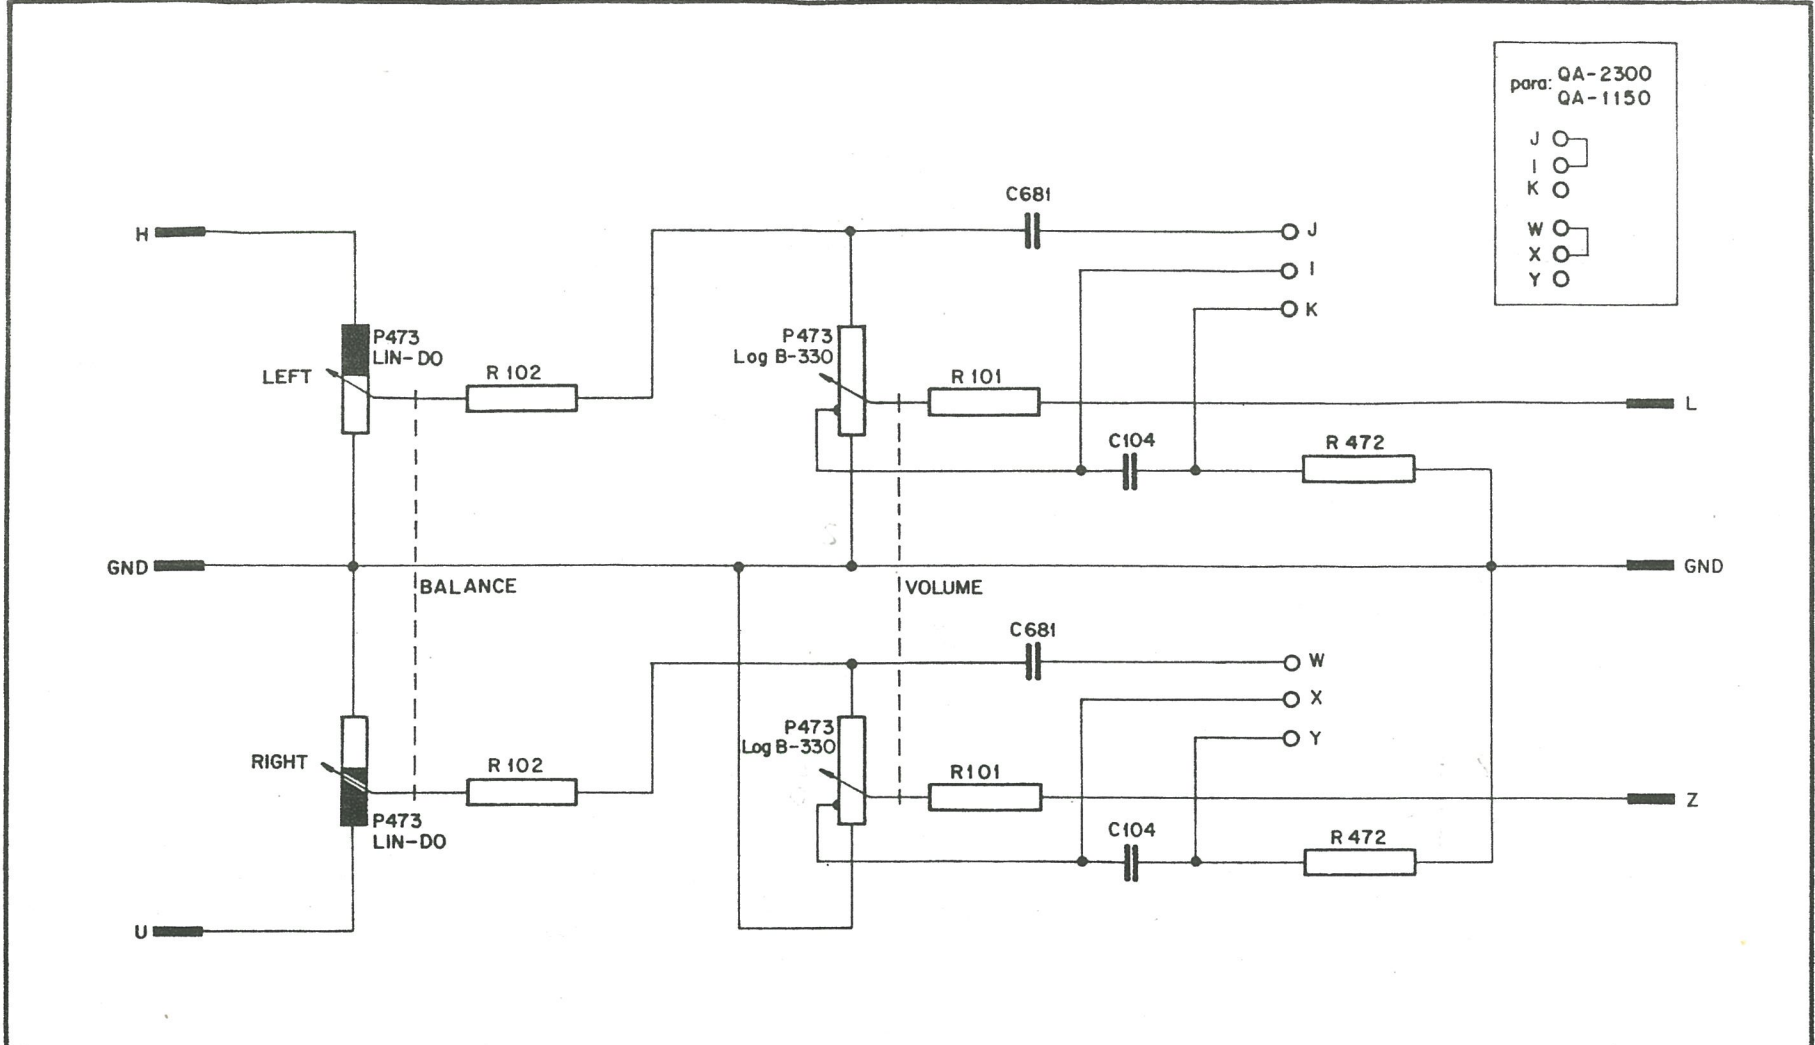 para: QA-2300
QA-1150
J
I
K
W
X
Y
C681
H
J
I
K
P473
LIN-DO
LEFT
R 102
P473
Log B-330
R 101
L
C104
R 472
GND
GND
BALANCE
VOLUME
C681
W
X
Y
P473
Log B-330
RIGHT
R 102
R101
Z
P473
LIN-DO
C104
R 472
U